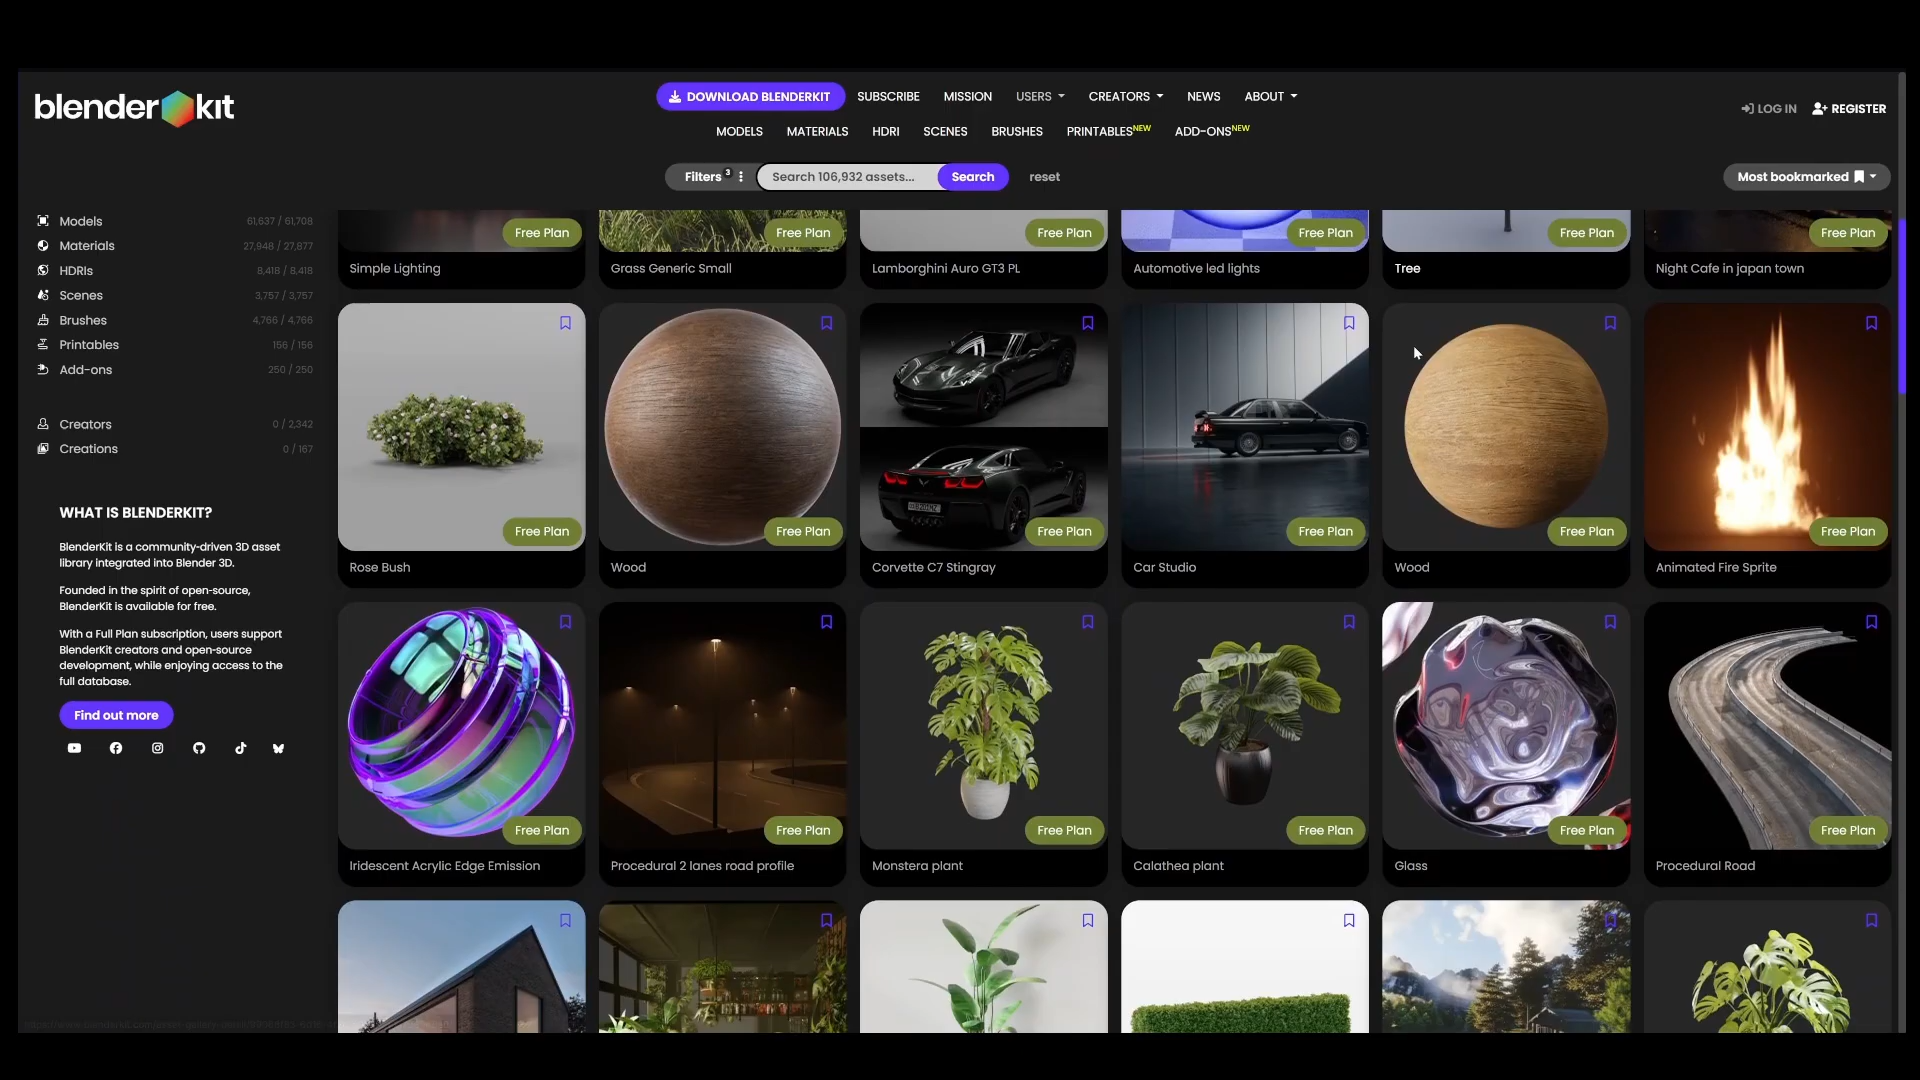 blenderkit
DOWNLOAD BLENDERKIT SUBSCRIBE MISSION USERS CREATORS NEWS ABOUT
LOG IN REGISTER
MODELS MATERIALS HDRI SCENES BRUSHES PRINTABLES NEW ADD-ONS NEW
Filters 3 Search 106,932 assets... Search reset
Most bookmarked
Models 61,637 / 61,708
Materials 27,948 / 27,877
HDRIs 8,418 / 8,418
Scenes 3,757 / 3,757
Brushes 4,766 / 4,766
Printables 156 / 156
Add-ons 250 / 250
Creators 0 / 2,342
Creations 0 / 167
WHAT IS BLENDERKIT?
BlenderKit is a community-driven 3D asset
library integrated into Blender 3D.
Founded in the spirit of open-source,
BlenderKit is available for free.
With a Full Plan subscription, users support
BlenderKit creators and open-source
development, while enjoying access to the
full database.
Find out more
Free Plan Free Plan Free Plan Free Plan Free Plan Free Plan
Simple Lighting Grass Generic Small Lamborghini Auro GT3 PL Automotive led lights Tree Night Cafe in japan town
Free Plan Free Plan Free Plan Free Plan Free Plan Free Plan
Rose Bush Wood Corvette C7 Stingray Car Studio Wood Animated Fire Sprite
Free Plan Free Plan Free Plan Free Plan Free Plan Free Plan
Iridescent Acrylic Edge Emission Procedural 2 lanes road profile Monstera plant Calathea plant Glass Procedural Road